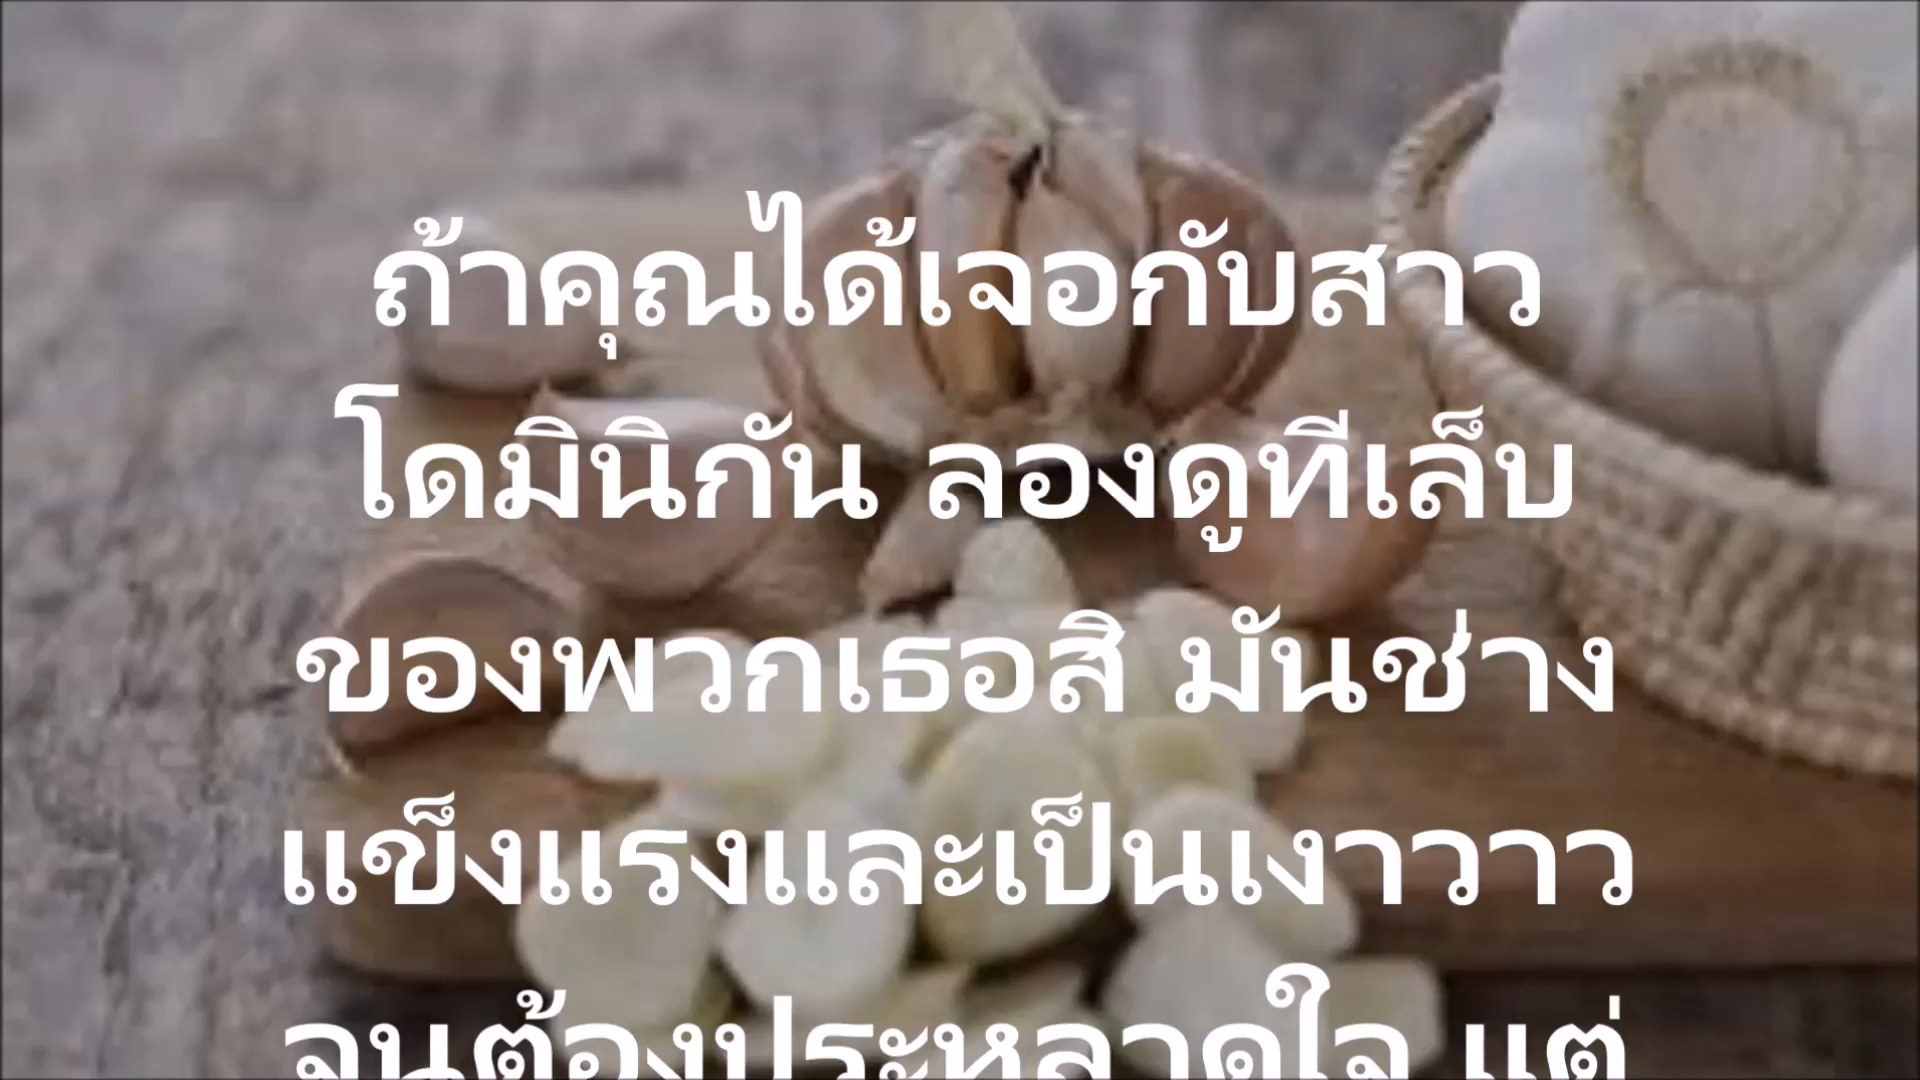 ถ้าคุณได้เจอกับสาว
โดมินิกัน ลองดูทีเล็บ
ของพวกเธอสิ มันช่าง
แข็งแรงและเป็นเงาวาว
จนต้องประหลาดใจ แต่